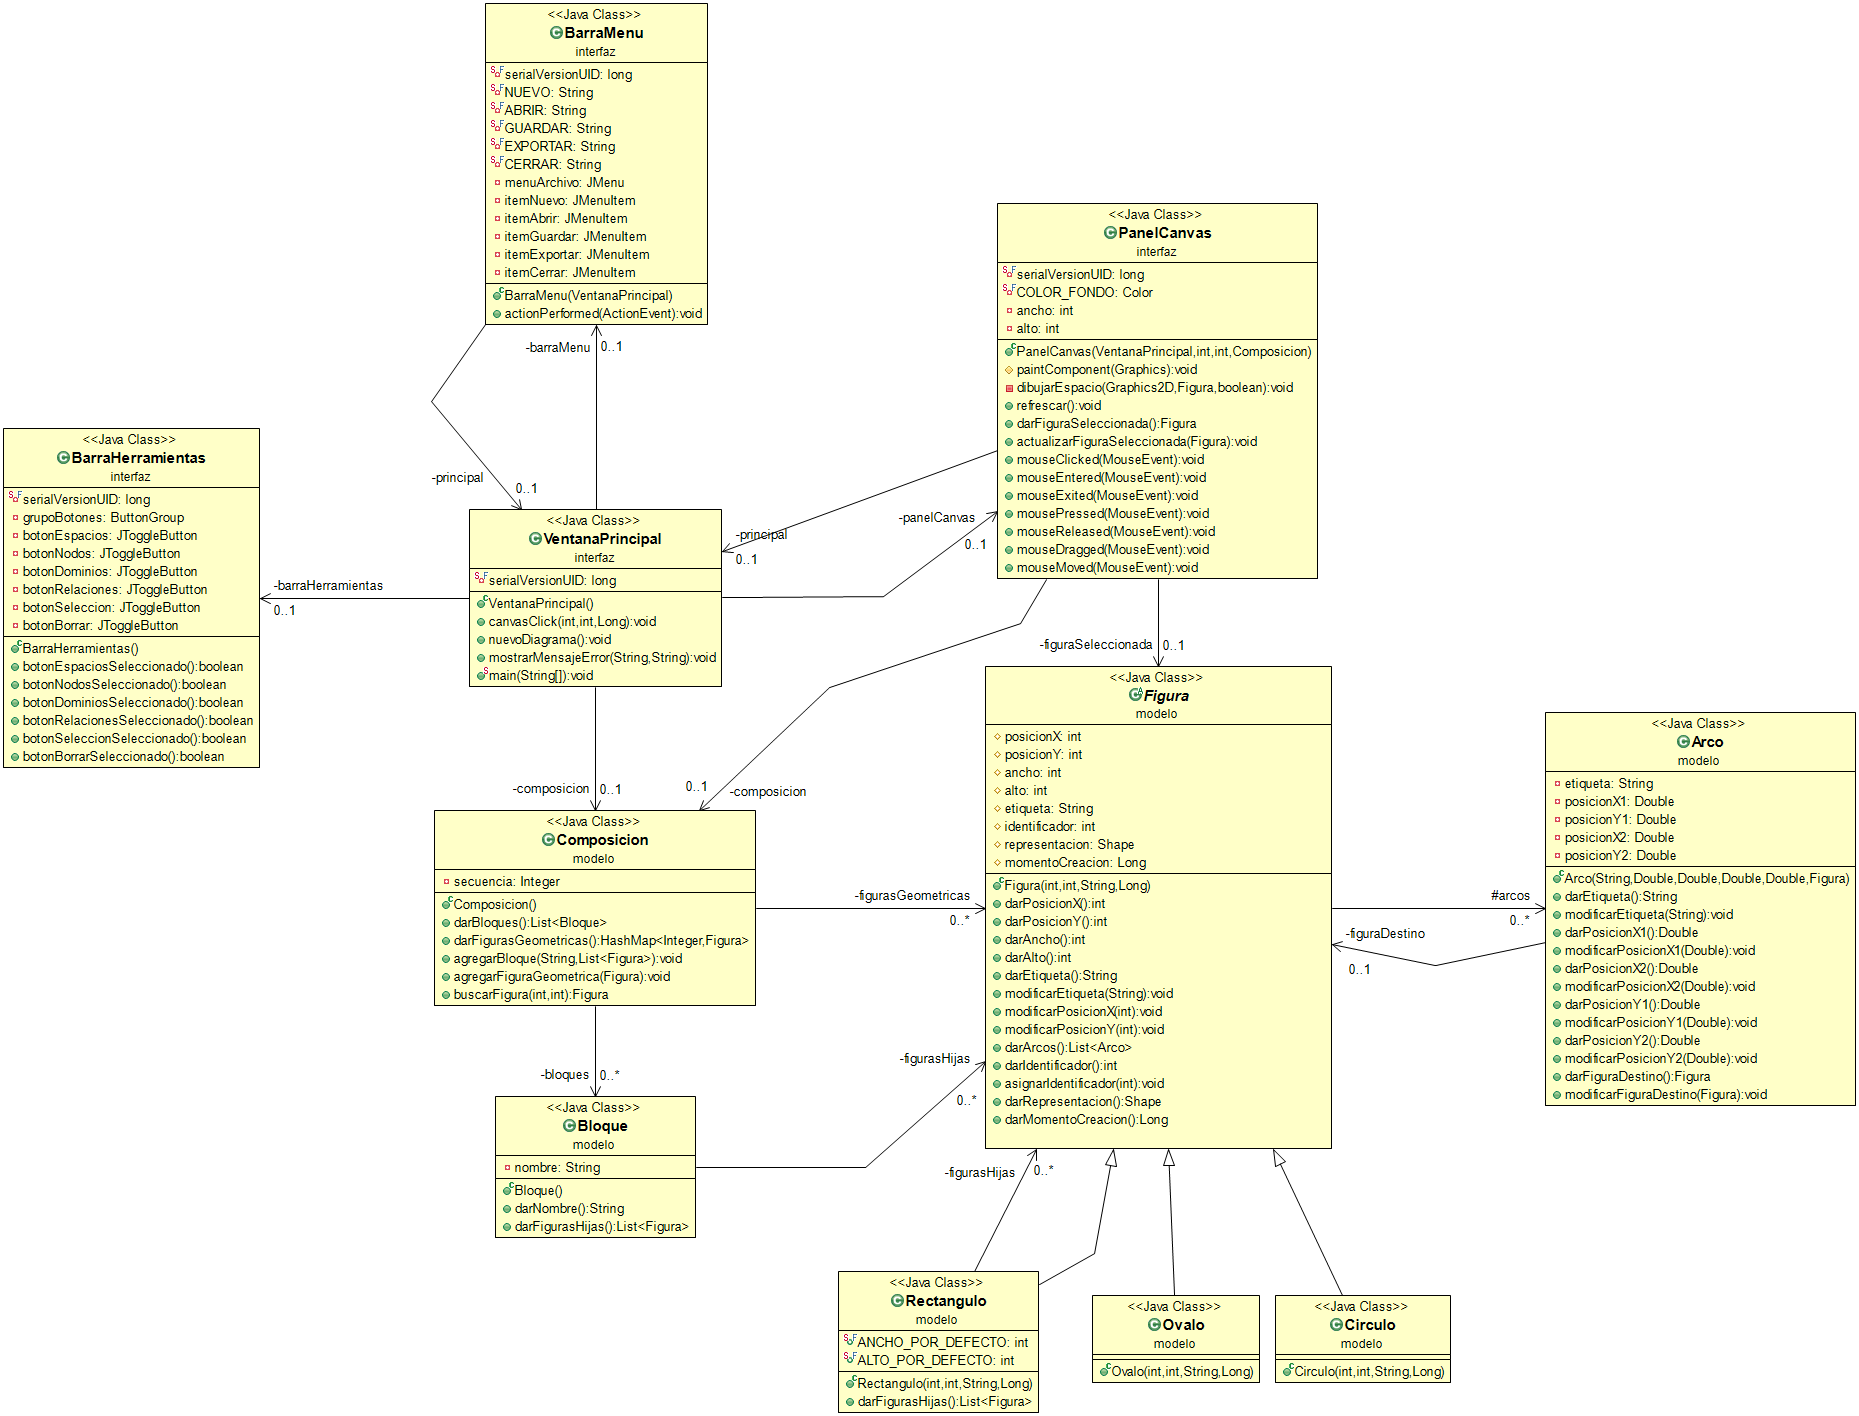 <<Java Class>>
BarraMenu
interfaz
serialVersionUID: long
NUEVO: String
ABRIR: String
GUARDAR: String
EXPORTAR: String
CERRAR: String
menuArchivo: JMenu
itemNuevo: JMenuItem
itemAbrir: JMenuItem
itemGuardar: JMenuItem
itemExportar: JMenuItem
itemCerrar: JMenuItem
BarraMenu(VentanaPrincipal)
actionPerformed(ActionEvent):void
-barraMenu
0..1
-principal
0..1
<<Java Class>>
PanelCanvas
interfaz
serialVersionUID: long
COLOR_FONDO: Color
ancho: int
alto: int
PanelCanvas(VentanaPrincipal,int,int,Composicion)
paintComponent(Graphics):void
dibujarEspacio(Graphics2D,Figura,boolean):void
refrescar():void
darFiguraSeleccionada():Figura
actualizarFiguraSeleccionada(Figura):void
mouseClicked(MouseEvent):void
mouseEntered(MouseEvent):void
mouseExited(MouseEvent):void
mousePressed(MouseEvent):void
mouseReleased(MouseEvent):void
mouseDragged(MouseEvent):void
mouseMoved(MouseEvent):void
<<Java Class>>
BarraHerramientas
interfaz
serialVersionUID: long
grupoBotones: ButtonGroup
botonEspacios: JToggleButton
botonNodos: JToggleButton
botonDominios: JToggleButton
botonRelaciones: JToggleButton
botonSeleccion: JToggleButton
botonBorrar: JToggleButton
BarraHerramientas()
botonEspaciosSeleccionado():boolean
botonNodosSeleccionado():boolean
botonDominiosSeleccionado():boolean
botonRelacionesSeleccionado():boolean
botonSeleccionSeleccionado():boolean
botonBorrarSeleccionado():boolean
-barraHerramientas
0..1
<<Java Class>>
VentanaPrincipal
interfaz
serialVersionUID: long
VentanaPrincipal()
canvasClick(int,int,Long):void
nuevoDiagrama():void
mostrarMensajeError(String,String):void
main(String[]):void
-panelCanvas
0..1
-principal
0..1
-figuraSeleccionada
0..1
-composicion
0..1
0..1
-composicion
<<Java Class>>
Figura
modelo
posicionX: int
posicionY: int
ancho: int
alto: int
etiqueta: String
identificador: int
representacion: Shape
momentoCreacion: Long
Figura(int,int,String,Long)
darPosicionX():int
darPosicionY():int
darAncho():int
darAlto():int
darEtiqueta():String
modificarEtiqueta(String):void
modificarPosicionX(int):void
modificarPosicionY(int):void
darArcos():List<Arco>
darIdentificador():int
asignarIdentificador(int):void
darRepresentacion():Shape
darMomentoCreacion():Long
<<Java Class>>
Arco
modelo
etiqueta: String
posicionX1: Double
posicionY1: Double
posicionX2: Double
posicionY2: Double
Arco(String,Double,Double,Double,Double,Figura)
darEtiqueta():String
modificarEtiqueta(String):void
darPosicionX1():Double
modificarPosicionX1(Double):void
darPosicionX2():Double
modificarPosicionX2(Double):void
darPosicionY1():Double
modificarPosicionY1(Double):void
darPosicionY2():Double
modificarPosicionY2(Double):void
darFiguraDestino():Figura
modificarFiguraDestino(Figura):void
#arcos
0..*
-figuraDestino
0..1
<<Java Class>>
Composicion
modelo
secuencia: Integer
Composicion()
darBloques():List<Bloque>
darFigurasGeometricas():HashMap<Integer,Figura>
agregarBloque(String,List<Figura>):void
agregarFiguraGeometrica(Figura):void
buscarFigura(int,int):Figura
-figurasGeometricas
0..*
-bloques
0..*
<<Java Class>>
Bloque
modelo
nombre: String
Bloque()
darNombre():String
darFigurasHijas():List<Figura>
-figurasHijas
0..*
-figurasHijas
0..*
<<Java Class>>
Rectangulo
modelo
ANCHO_POR_DEFECTO: int
ALTO_POR_DEFECTO: int
Rectangulo(int,int,String,Long)
darFigurasHijas():List<Figura>
<<Java Class>>
Ovalo
modelo
Ovalo(int,int,String,Long)
<<Java Class>>
Circulo
modelo
Circulo(int,int,String,Long)